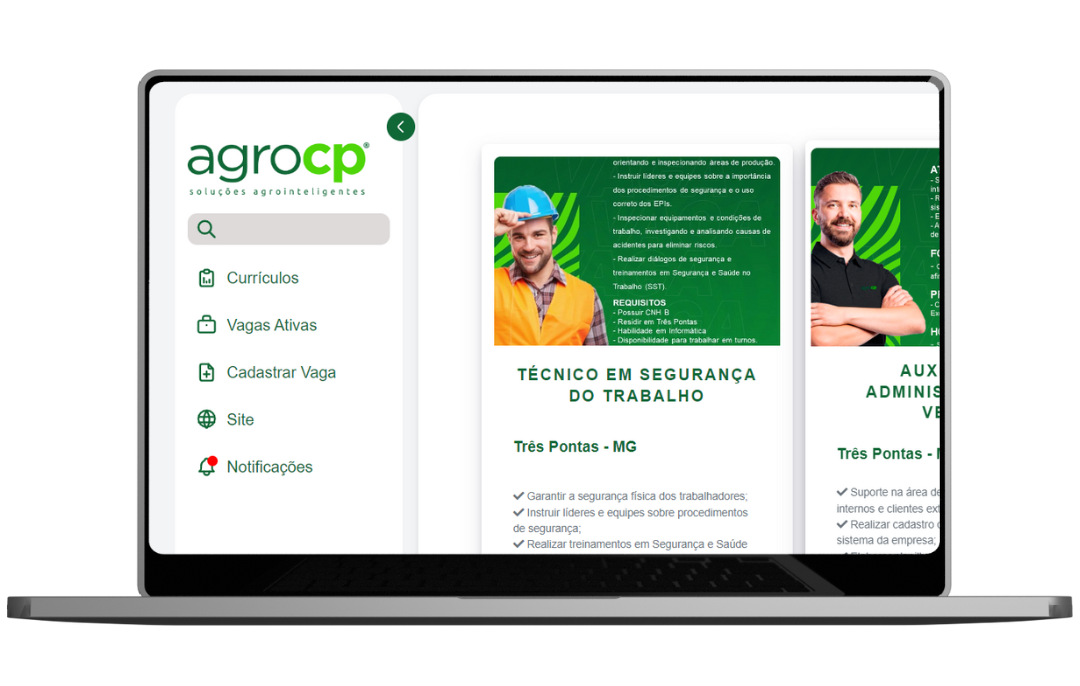 agrocp®
soluções agrointeligentes
Currículos
Vagas Ativas
Cadastrar Vaga
Site
Notificações
orientando e inspecionando áreas de produção.
- Instruir líderes e equipes sobre a importância
dos procedimentos de segurança e o uso
correto dos EPIs.
- Inspecionar equipamentos e condições de
trabalho, investigando e analisando causas de
acidentes para eliminar riscos.
- Realizar diálogos de segurança e
treinamentos em Segurança e Saúde no
Trabalho (SST).
REQUISITOS
- Possuir CNH B
- Residir em Três Pontas
- Habilidade em Informática
- Disponibilidade para trabalhar em turnos.
TÉCNICO EM SEGURANÇA
DO TRABALHO
Três Pontas - MG
Garantir a segurança física dos trabalhadores;
Instruir líderes e equipes sobre procedimentos
de segurança;
Realizar treinamentos em Segurança e Saúde
AUX
ADMINIS
VE
Três Pontas -
Suporte na área de
internos e clientes ex
Realizar cadastro
sistema da empresa;